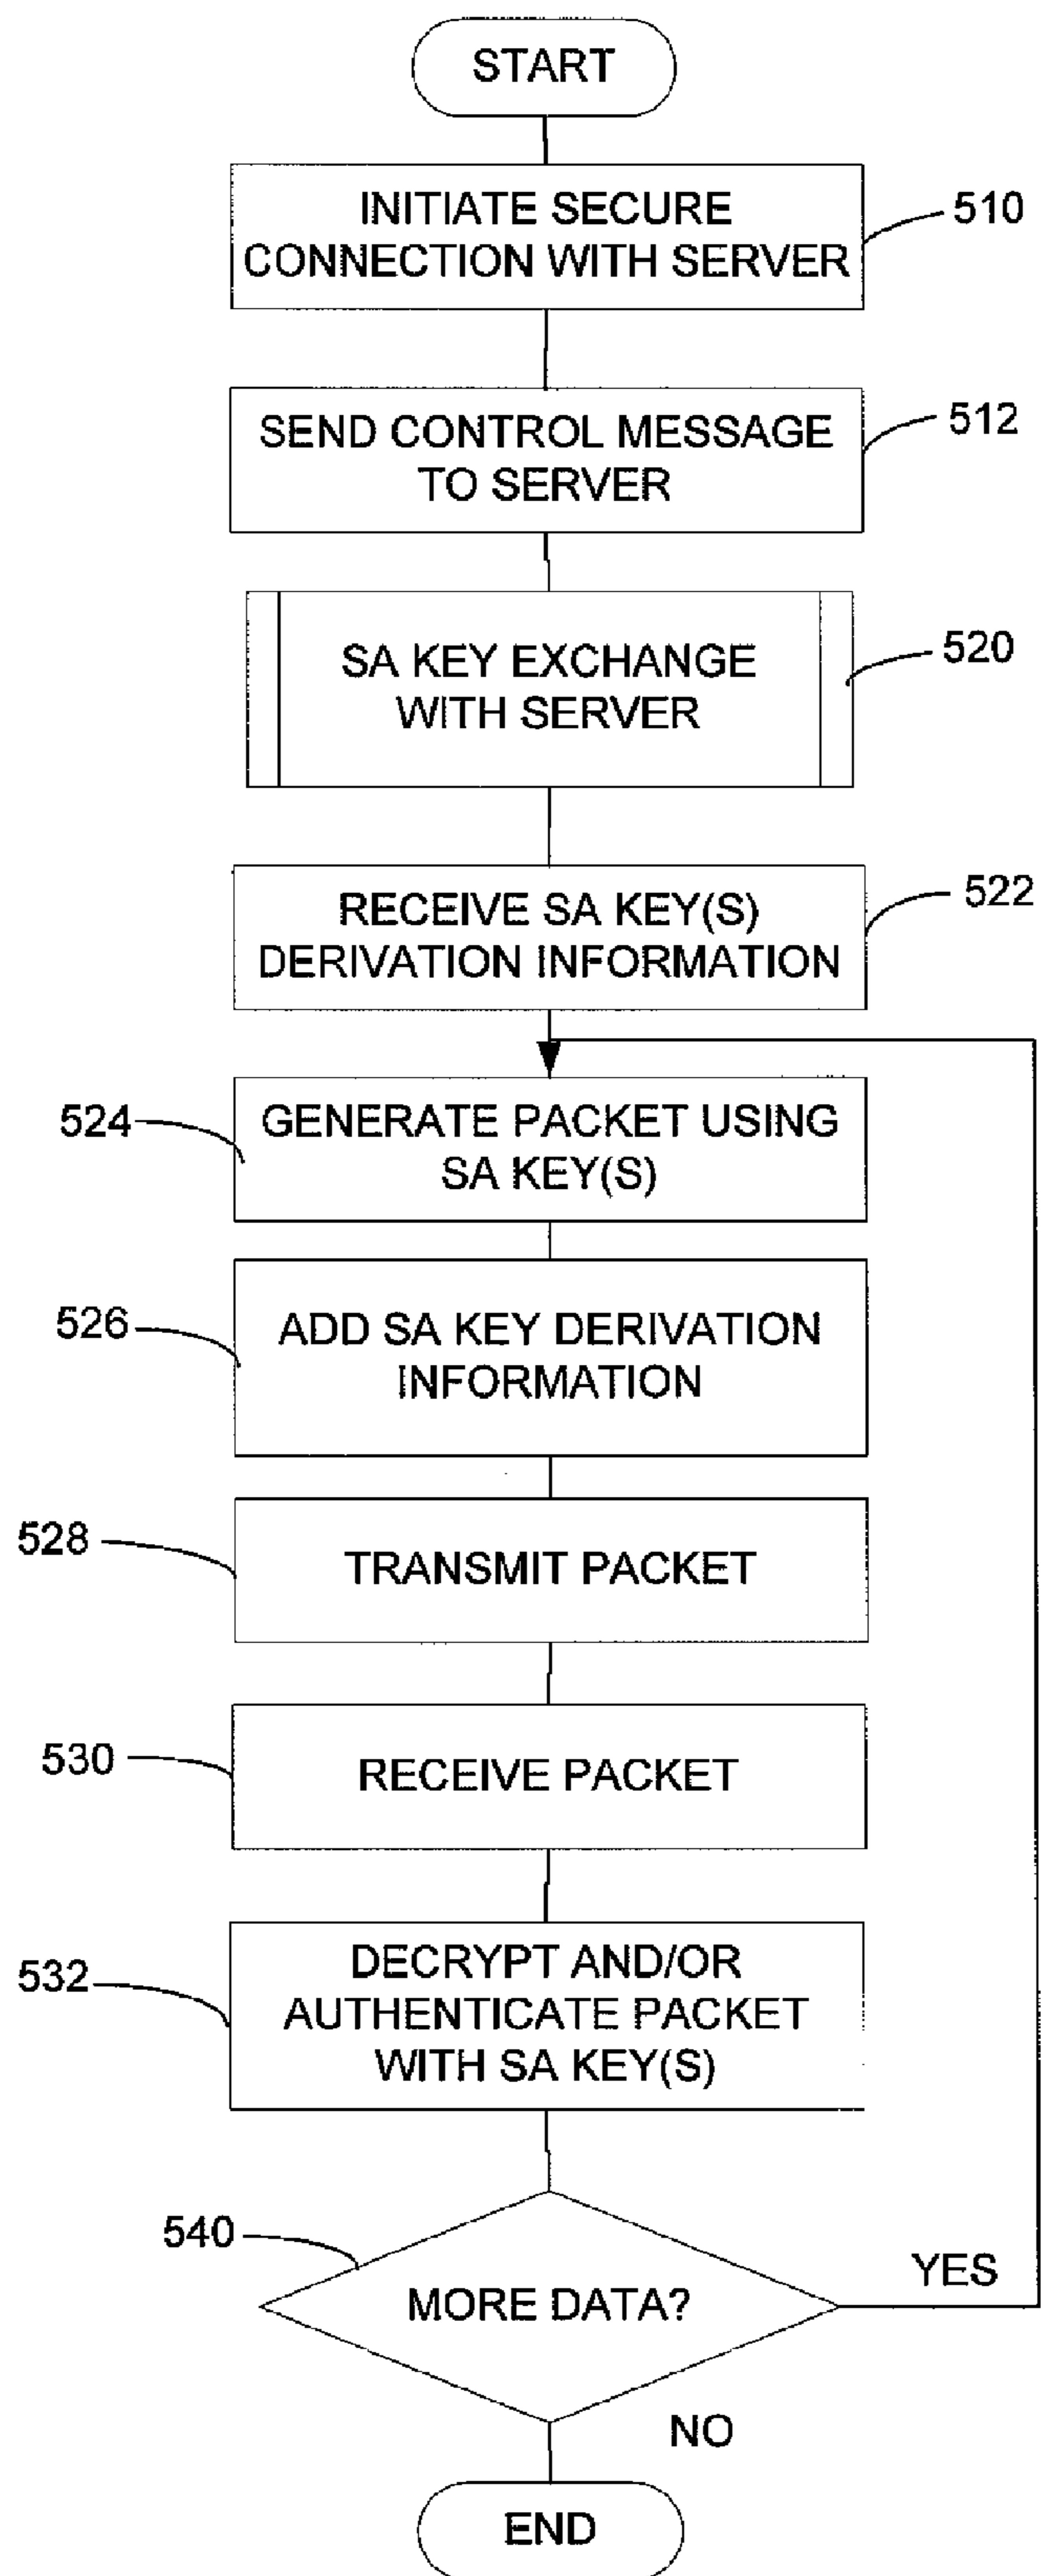 START
INITIATE SECURE
CONNECTION WITH SERVER
510
SEND CONTROL MESSAGE
TO SERVER
512
SA KEY EXCHANGE
WITH SERVER
520
RECEIVE SA KEY(S)
DERIVATION INFORMATION
522
524
GENERATE PACKET USING
SA KEY(S)
526
ADD SA KEY DERIVATION
INFORMATION
528
TRANSMIT PACKET
530
RECEIVE PACKET
532
DECRYPT AND/OR
AUTHENTICATE PACKET
WITH SA KEY(S)
540
MORE DATA?
YES
NO
END